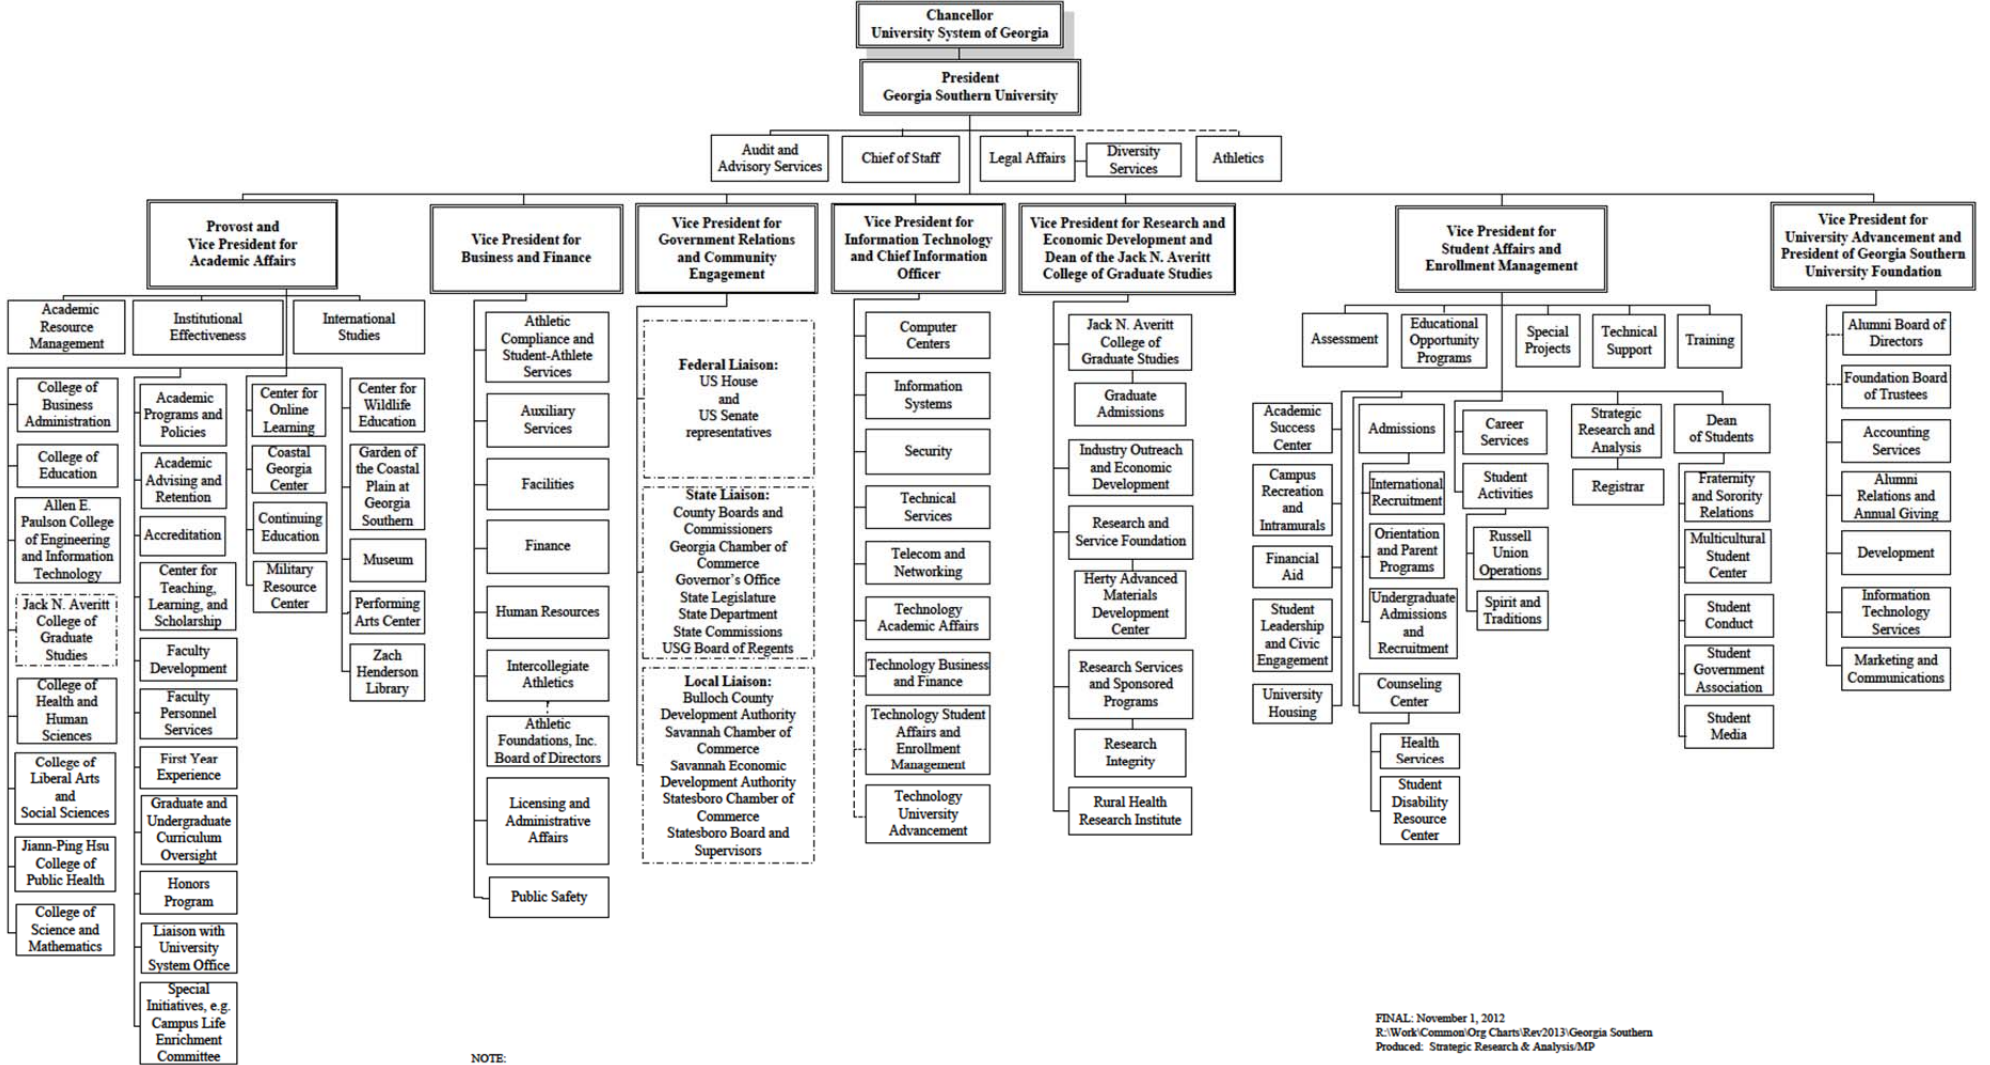 Chancellor
University System of Georgia
President
Georgia Southern University
Audit and
Advisory Services
Chief of Staff
Legal Affairs
Diversity
Services
Athletics
Provost and
Vice President for
Academic Affairs
Vice President for
Business and Finance
Vice President for
Government Relations
and Community
Engagement
Vice President for
Information Technology
and Chief Information
Officer
Vice President for Research and
Economic Development and
Dean of the Jack N. Averitt
College of Graduate Studies
Vice President for
Student Affairs and
Enrollment Management
Vice President for
University Advancement and
President of Georgia Southern
University Foundation
Academic
Resource
Management
Institutional
Effectiveness
International
Studies
College of
Business
Administration
College of
Education
Allen E.
Paulson College
of Engineering
and Information
Technology
Jack N. Averitt
College of
Graduate
Studies
College of
Health and
Human
Sciences
College of
Liberal Arts
and
Social Sciences
Jiann-Ping Hsu
College of
Public Health
College of
Science and
Mathematics
Academic
Programs and
Policies
Academic
Advising and
Retention
Accreditation
Center for
Teaching,
Learning, and
Scholarship
Faculty
Development
Faculty
Personnel
Services
First Year
Experience
Graduate and
Undergraduate
Curriculum
Oversight
Honors
Program
Liaison with
University
System Office
Special
Initiatives, e.g.
Campus Life
Enrichment
Committee
Center for
Online
Learning
Coastal
Georgia
Center
Continuing
Education
Military
Resource
Center
Center for
Wildlife
Education
Garden of
the Coastal
Plain at
Georgia
Southern
Museum
Performing
Arts Center
Zach
Henderson
Library
Athletic
Compliance and
Student-Athlete
Services
Auxiliary
Services
Facilities
Finance
Human Resources
Intercollegiate
Athletics
Athletic
Foundations, Inc.
Board of Directors
Licensing and
Administrative
Affairs
Public Safety
Federal Liaison:
US House
and
US Senate
representatives
State Liaison:
County Boards and
Commissioners
Georgia Chamber of
Commerce
Governor's Office
State Legislature
State Department
State Commissions
USG Board of Regents
Local Liaison:
Bulloch County
Development Authority
Savannah Chamber of
Commerce
Savannah Economic
Development Authority
Statesboro Chamber of
Commerce
Statesboro Board and
Supervisors
Computer
Centers
Information
Systems
Security
Technical
Services
Telecom and
Networking
Technology
Academic Affairs
Technology Business
and Finance
Technology Student
Affairs and
Enrollment
Management
Technology
University
Advancement
Jack N. Averitt
College of
Graduate Studies
Graduate
Admissions
Industry Outreach
and Economic
Development
Research and
Service Foundation
Herty Advanced
Materials
Development
Center
Research Services
and Sponsored
Programs
Research
Integrity
Rural Health
Research Institute
Assessment
Educational
Opportunity
Programs
Special
Projects
Technical
Support
Training
Academic
Success
Center
Campus
Recreation
and
Intramurals
Financial
Aid
Student
Leadership
and Civic
Engagement
University
Housing
Admissions
International
Recruitment
Orientation
and Parent
Programs
Undergraduate
Admissions
and
Recruitment
Counseling
Center
Health
Services
Student
Disability
Resource
Center
Career
Services
Student
Activities
Russell
Union
Operations
Spirit and
Traditions
Strategic
Research and
Analysis
Registrar
Dean
of Students
Fraternity
and Sorority
Relations
Multicultural
Student
Center
Student
Conduct
Student
Government
Association
Student
Media
Alumni Board of
Directors
Foundation Board
of Trustees
Accounting
Services
Alumni
Relations and
Annual Giving
Development
Information
Technology
Services
Marketing and
Communications
FINAL: November 1, 2012
R:\Work\Common\Org Charts\Rev2013\Georgia Southern
Produced: Strategic Research & Analysis/MP
NOTE: